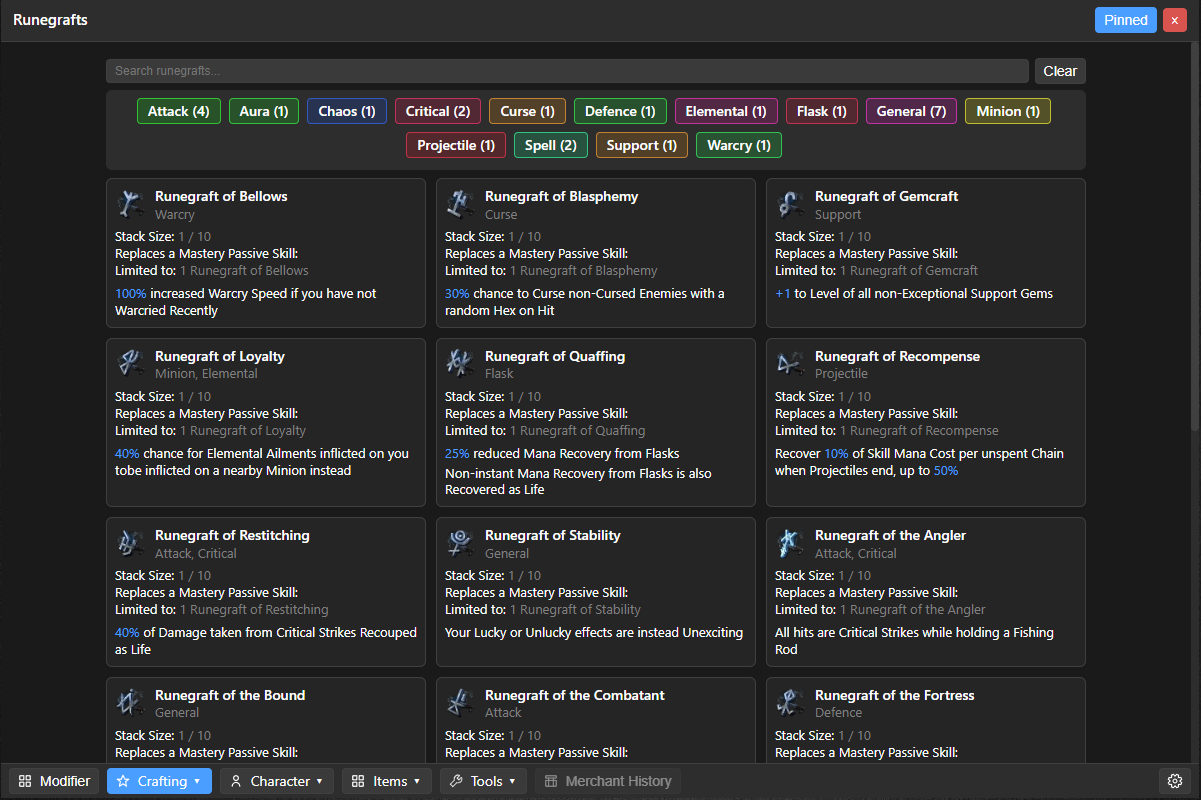 Runegrafts
Pinned
x
Search runegrafts...
Clear
Attack (4)
Aura (1)
Chaos (1)
Critical (2)
Curse (1)
Defence (1)
Elemental (1)
Flask (1)
General (7)
Minion (1)
Projectile (1)
Spell (2)
Support (1)
Warcry (1)
Runegraft of Bellows
Warcry
Stack Size: 1 / 10
Replaces a Mastery Passive Skill:
Limited to: 1 Runegraft of Bellows
100% increased Warcry Speed if you have not
Warcried Recently
Runegraft of Blasphemy
Curse
Stack Size: 1 / 10
Replaces a Mastery Passive Skill:
Limited to: 1 Runegraft of Blasphemy
30% chance to Curse non-Cursed Enemies with a
random Hex on Hit
Runegraft of Gemcraft
Support
Stack Size: 1 / 10
Replaces a Mastery Passive Skill:
Limited to: 1 Runegraft of Gemcraft
+1 to Level of all non-Exceptional Support Gems
Runegraft of Loyalty
Minion, Elemental
Stack Size: 1 / 10
Replaces a Mastery Passive Skill:
Limited to: 1 Runegraft of Loyalty
40% chance for Elemental Ailments inflicted on you
tobe inflicted on a nearby Minion instead
Runegraft of Quaffing
Flask
Stack Size: 1 / 10
Replaces a Mastery Passive Skill:
Limited to: 1 Runegraft of Quaffing
25% reduced Mana Recovery from Flasks
Non-instant Mana Recovery from Flasks is also
Recovered as Life
Runegraft of Recompense
Projectile
Stack Size: 1 / 10
Replaces a Mastery Passive Skill:
Limited to: 1 Runegraft of Recompense
Recover 10% of Skill Mana Cost per unspent Chain
when Projectiles end, up to 50%
Runegraft of Restitching
Attack, Critical
Stack Size: 1 / 10
Replaces a Mastery Passive Skill:
Limited to: 1 Runegraft of Restitching
40% of Damage taken from Critical Strikes Recouped
as Life
Runegraft of Stability
General
Stack Size: 1 / 10
Replaces a Mastery Passive Skill:
Limited to: 1 Runegraft of Stability
Your Lucky or Unlucky effects are instead Unexciting
Runegraft of the Angler
Attack, Critical
Stack Size: 1 / 10
Replaces a Mastery Passive Skill:
Limited to: 1 Runegraft of the Angler
All hits are Critical Strikes while holding a Fishing
Rod
Runegraft of the Bound
General
Stack Size: 1 / 10
Replaces a Mastery Passive Skill:
Runegraft of the Combatant
Attack
Stack Size: 1 / 10
Replaces a Mastery Passive Skill:
Runegraft of the Fortress
Defence
Stack Size: 1 / 10
Replaces a Mastery Passive Skill:
Modifier
Crafting
Character
Items
Tools
Merchant History